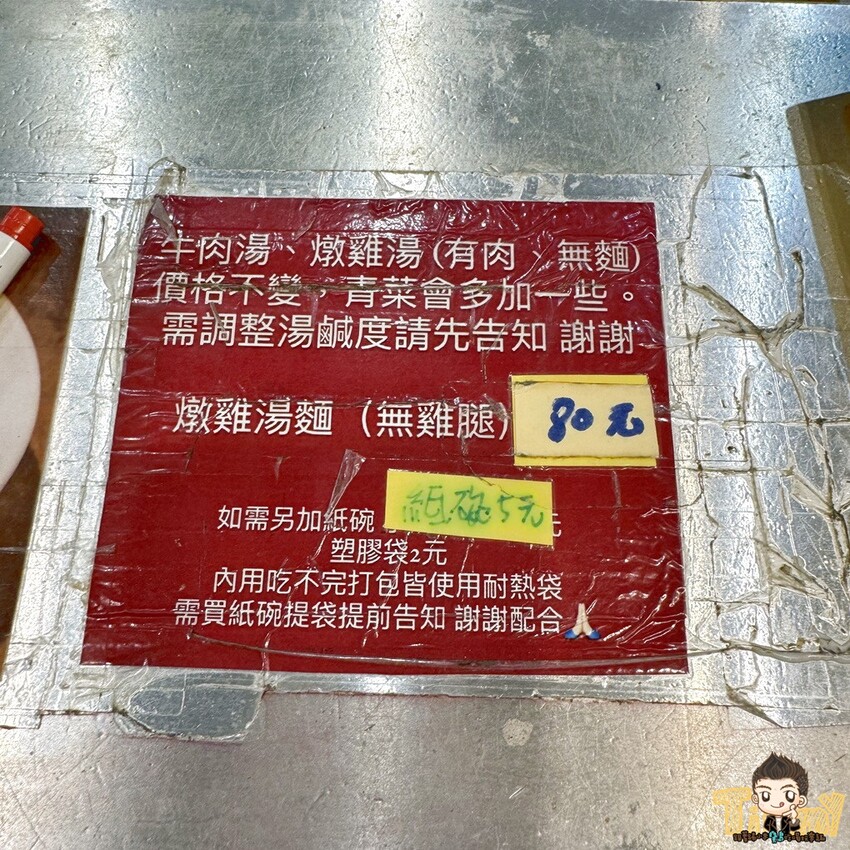 牛肉湯、燉雞湯(有肉、無麵)
價格不變，青菜會多加一些。
需調整湯鹹度請先告知 謝謝
燉雞湯麵 (無雞腿) 80元
如需另加紙碗 紙碗5元 元
塑膠袋2元
內用吃不完打包皆使用耐熱袋
需買紙碗提袋提前告知 謝謝配合🙏